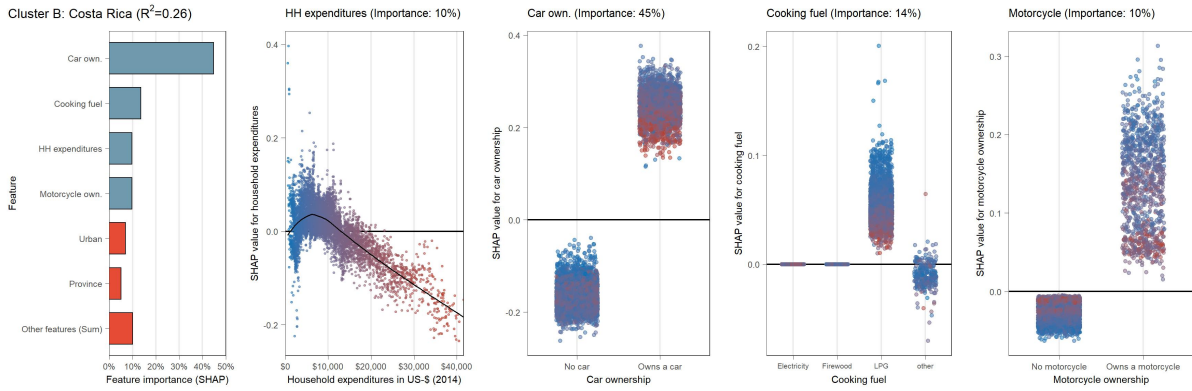 Cluster B: Costa Rica (R²=0.26)
Feature
Car own.
Cooking fuel
HH expenditures
Motorcycle own.
Urban
Province
Other features (Sum)
0% 10% 20% 30% 40% 50%
Feature importance (SHAP)
HH expenditures (Importance: 10%)
SHAP value for household expenditures
0.4
0.2
0.0
-0.2
$0 $10,000 $20,000 $30,000 $40,000
Household expenditures in US-$ (2014)
Car own. (Importance: 45%)
SHAP value for car ownership
0.4
0.2
0.0
-0.2
No car Owns a car
Car ownership
Cooking fuel (Importance: 14%)
SHAP value for cooking fuel
0.2
0.1
0.0
Electricity Firewood LPG other
Cooking fuel
Motorcycle (Importance: 10%)
SHAP value for motorcycle ownership
0.3
0.2
0.1
0.0
No motorcycle Owns a motorcycle
Motorcycle ownership